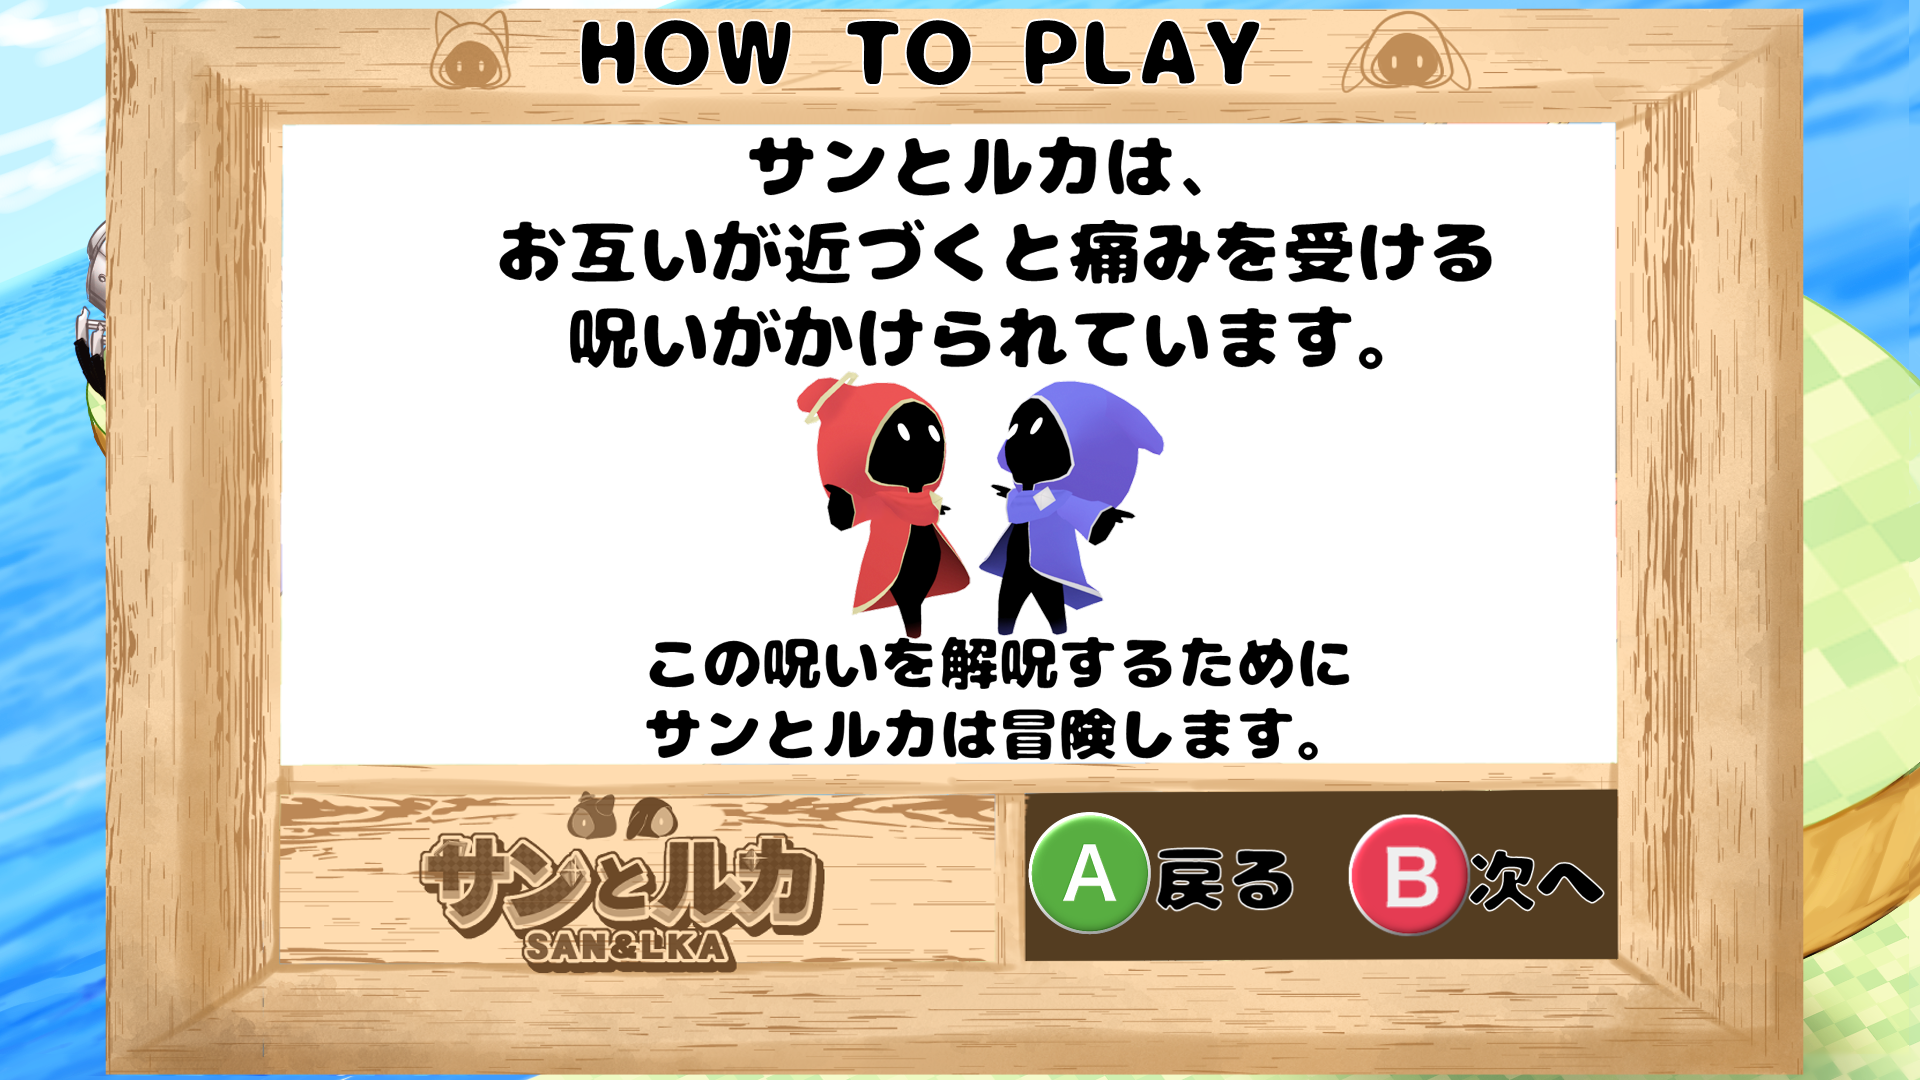 HOW TO PLAY
サンとルカは、
お互いが近づくと痛みを受ける
呪いがかけられています。
この呪いを解呪するために
サンとルカは冒険します。
サンとルカ
SAN&LKA
A 戻る
B 次へ